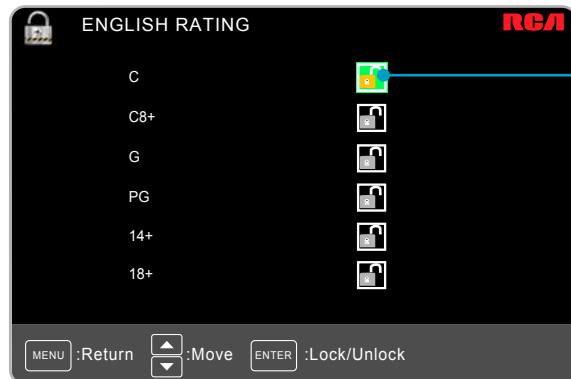 ENGLISH RATING RCA
C
C8+
G
PG
14+
18+
MENU :Return :Move ENTER :Lock/Unlock